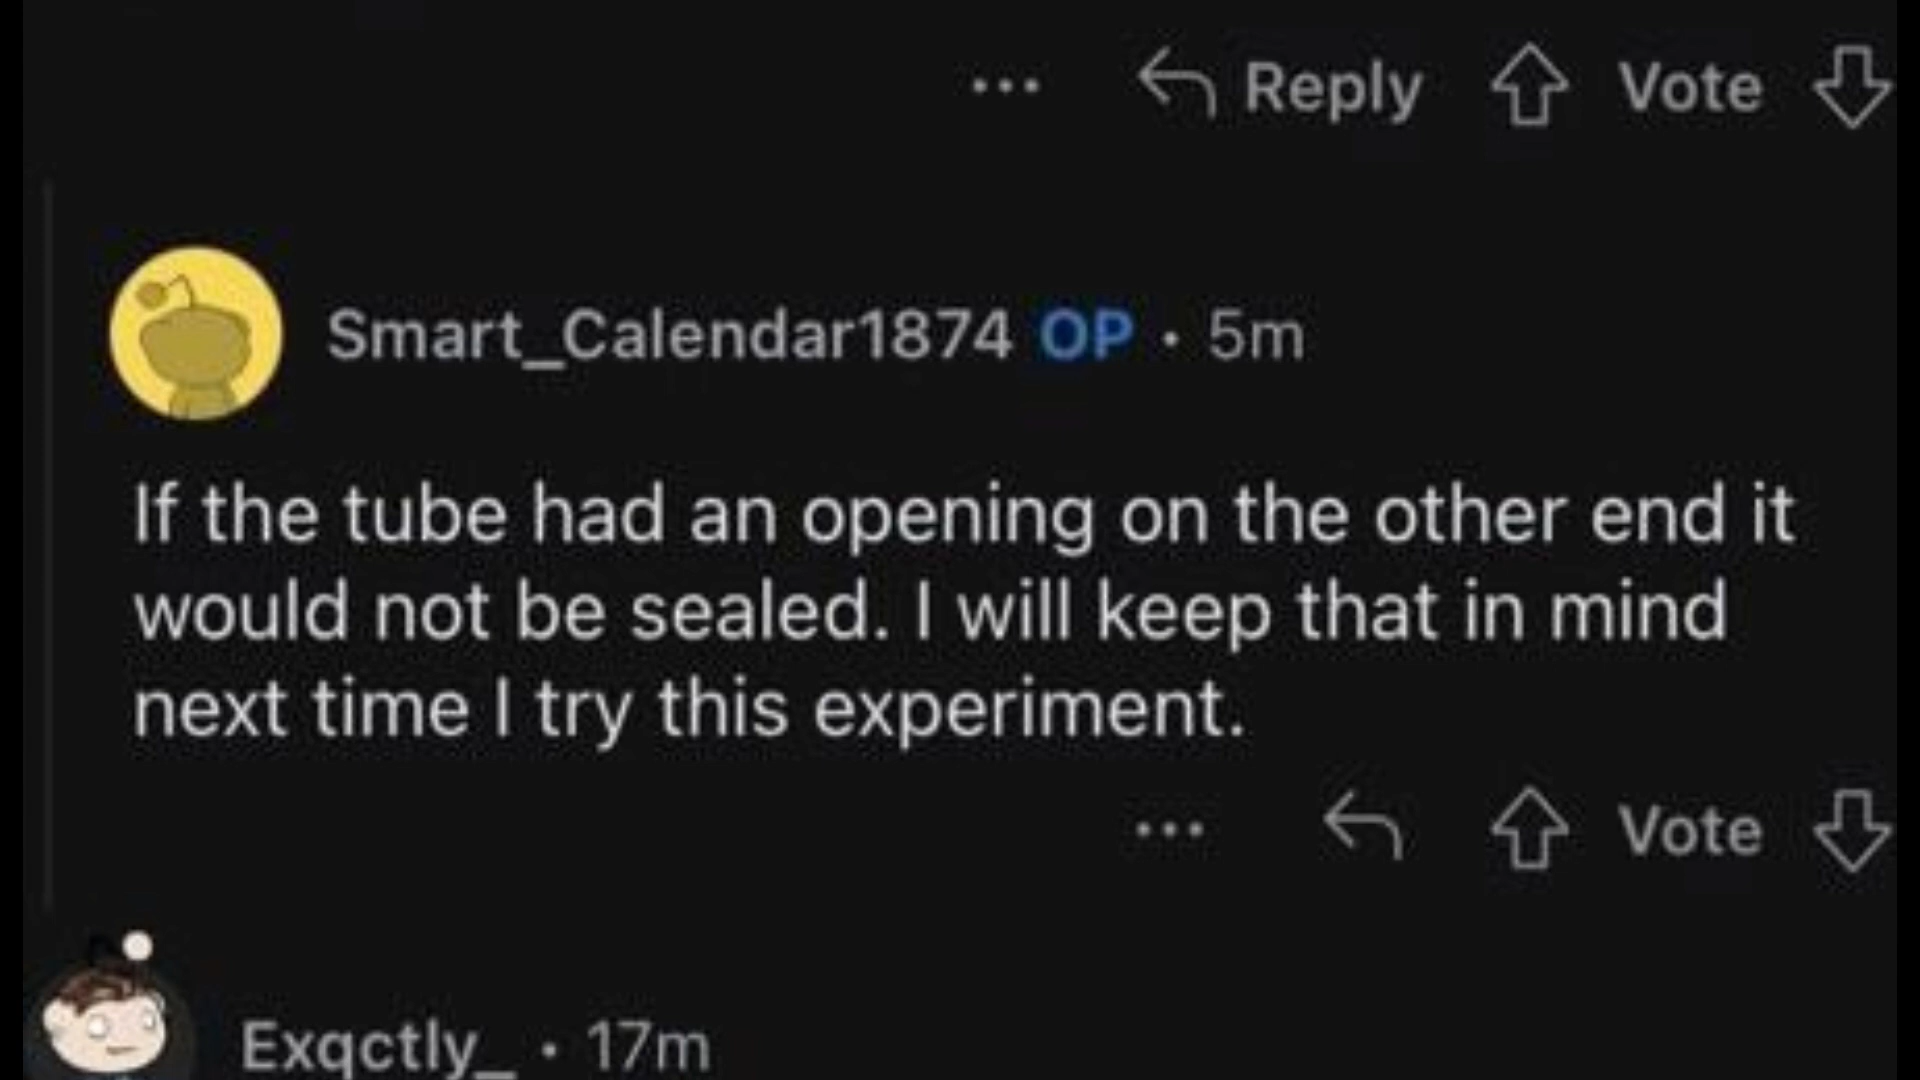 ... Reply Vote
Smart_Calendar1874 OP • 5m
If the tube had an opening on the other end it
would not be sealed. I will keep that in mind
next time I try this experiment.
... Vote
Exqctly_ • 17m